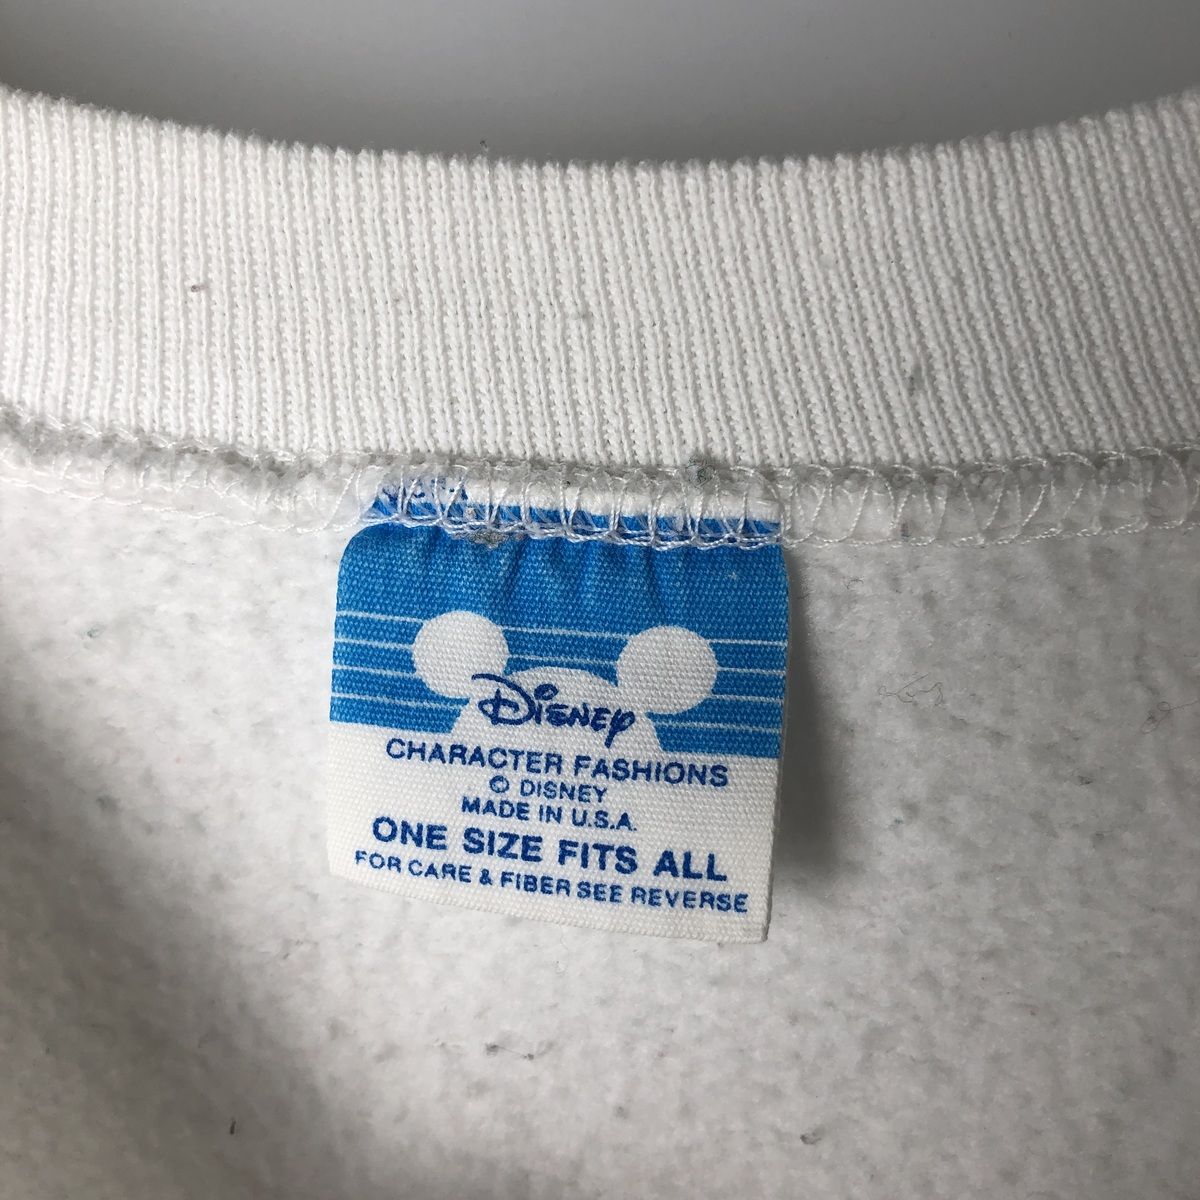 Disney
CHARACTER FASHIONS
© DISNEY
MADE IN U.S.A.
ONE SIZE FITS ALL
FOR CARE & FIBER SEE REVERSE